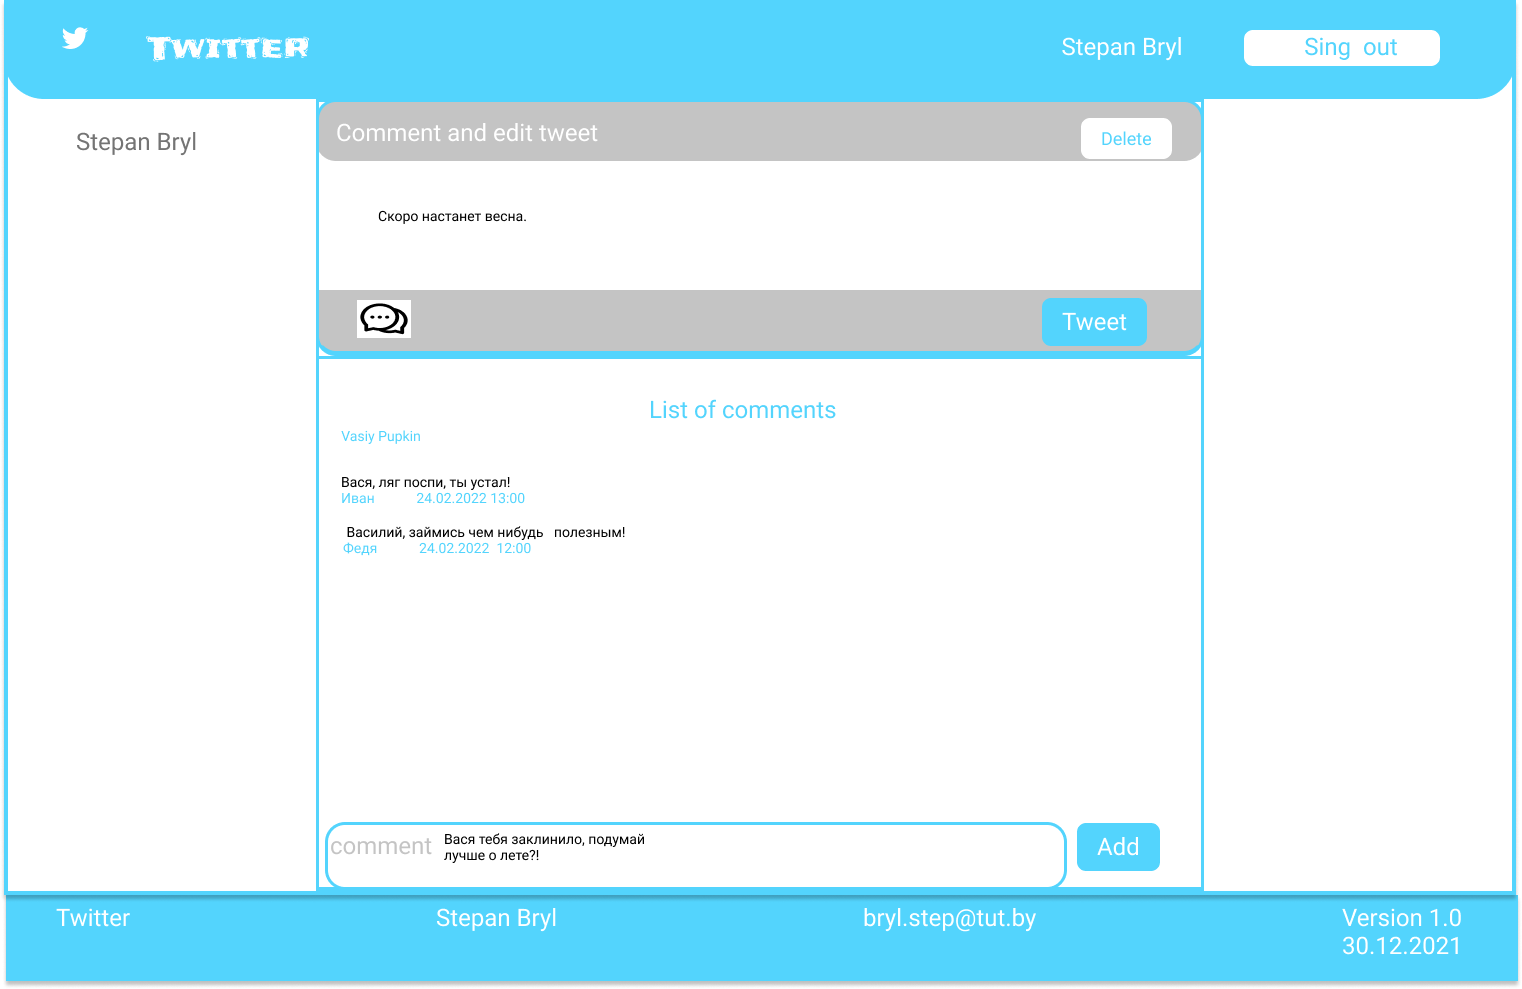 Twitter
Stepan Bryl
Sing out
Stepan Bryl
Comment and edit tweet
Delete
Скоро настанет весна.
Tweet
List of comments
Vasiy Pupkin
Вася, ляг поспи, ты устал!
Иван 24.02.2022 13:00
Василий, займись чем нибудь полезным!
Федя 24.02.2022 12:00
comment
Вася тебя заклинило, подумай
лучше о лете?!
Add
Twitter
Stepan Bryl
bryl.step@tut.by
Version 1.0
30.12.2021